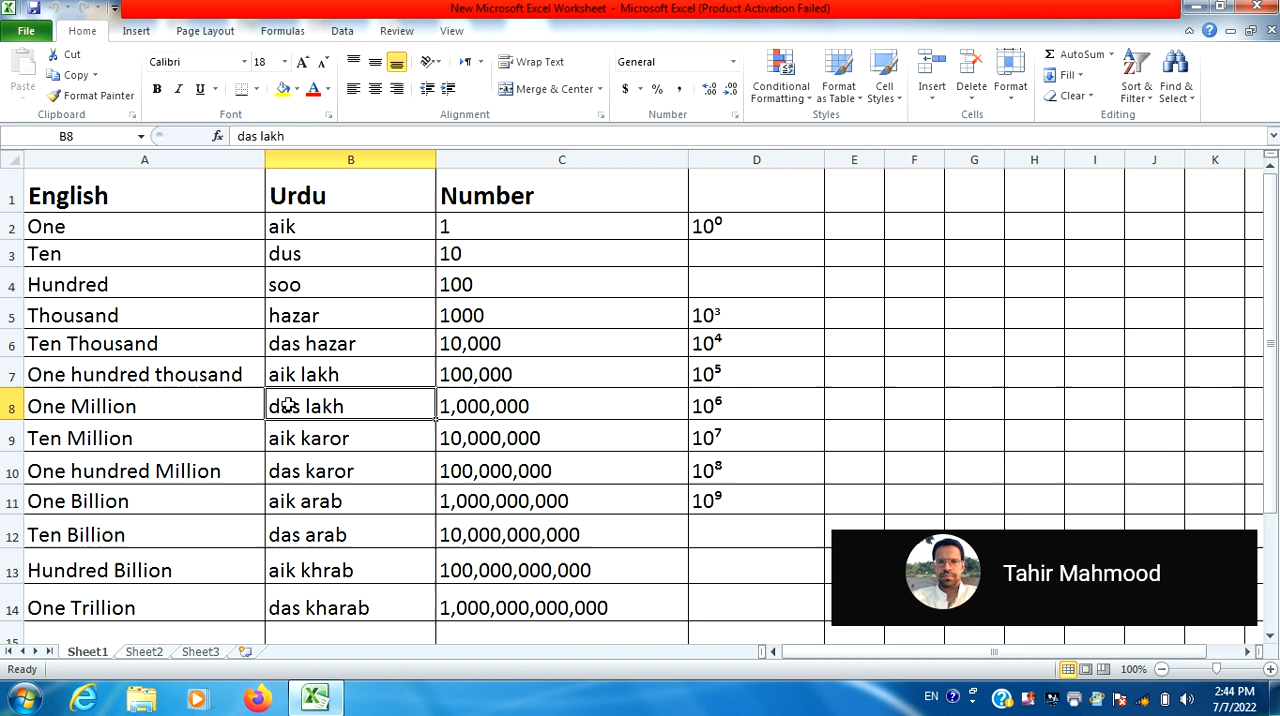 New Microsoft Excel Worksheet - Microsoft Excel (Product Activation Failed)
File Home Insert Page Layout Formulas Data Review View
Paste Cut Calibri 18 Wrap Text General Conditional Formatting Format as Table Cell Styles Insert Delete Format AutoSum Sort & Filter Find & Select
Copy Fill
Format Painter B I U A Merge & Center $ % , Clear
Clipboard Font Alignment Number Styles Cells Editing
B8 fx das lakh
A B C D E F G H I J K
1 English Urdu Number
2 One aik 1 10⁰
3 Ten dus 10
4 Hundred soo 100
5 Thousand hazar 1000 10³
6 Ten Thousand das hazar 10,000 10⁴
7 One hundred thousand aik lakh 100,000 10⁵
8 One Million das lakh 1,000,000 10⁶
9 Ten Million aik karor 10,000,000 10⁷
10 One hundred Million das karor 100,000,000 10⁸
11 One Billion aik arab 1,000,000,000 10⁹
12 Ten Billion das arab 10,000,000,000
13 Hundred Billion aik khrab 100,000,000,000
14 One Trillion das kharab 1,000,000,000,000
15
Tahir Mahmood
Sheet1 Sheet2 Sheet3
Ready 100%
EN 2:44 PM
7/7/2022